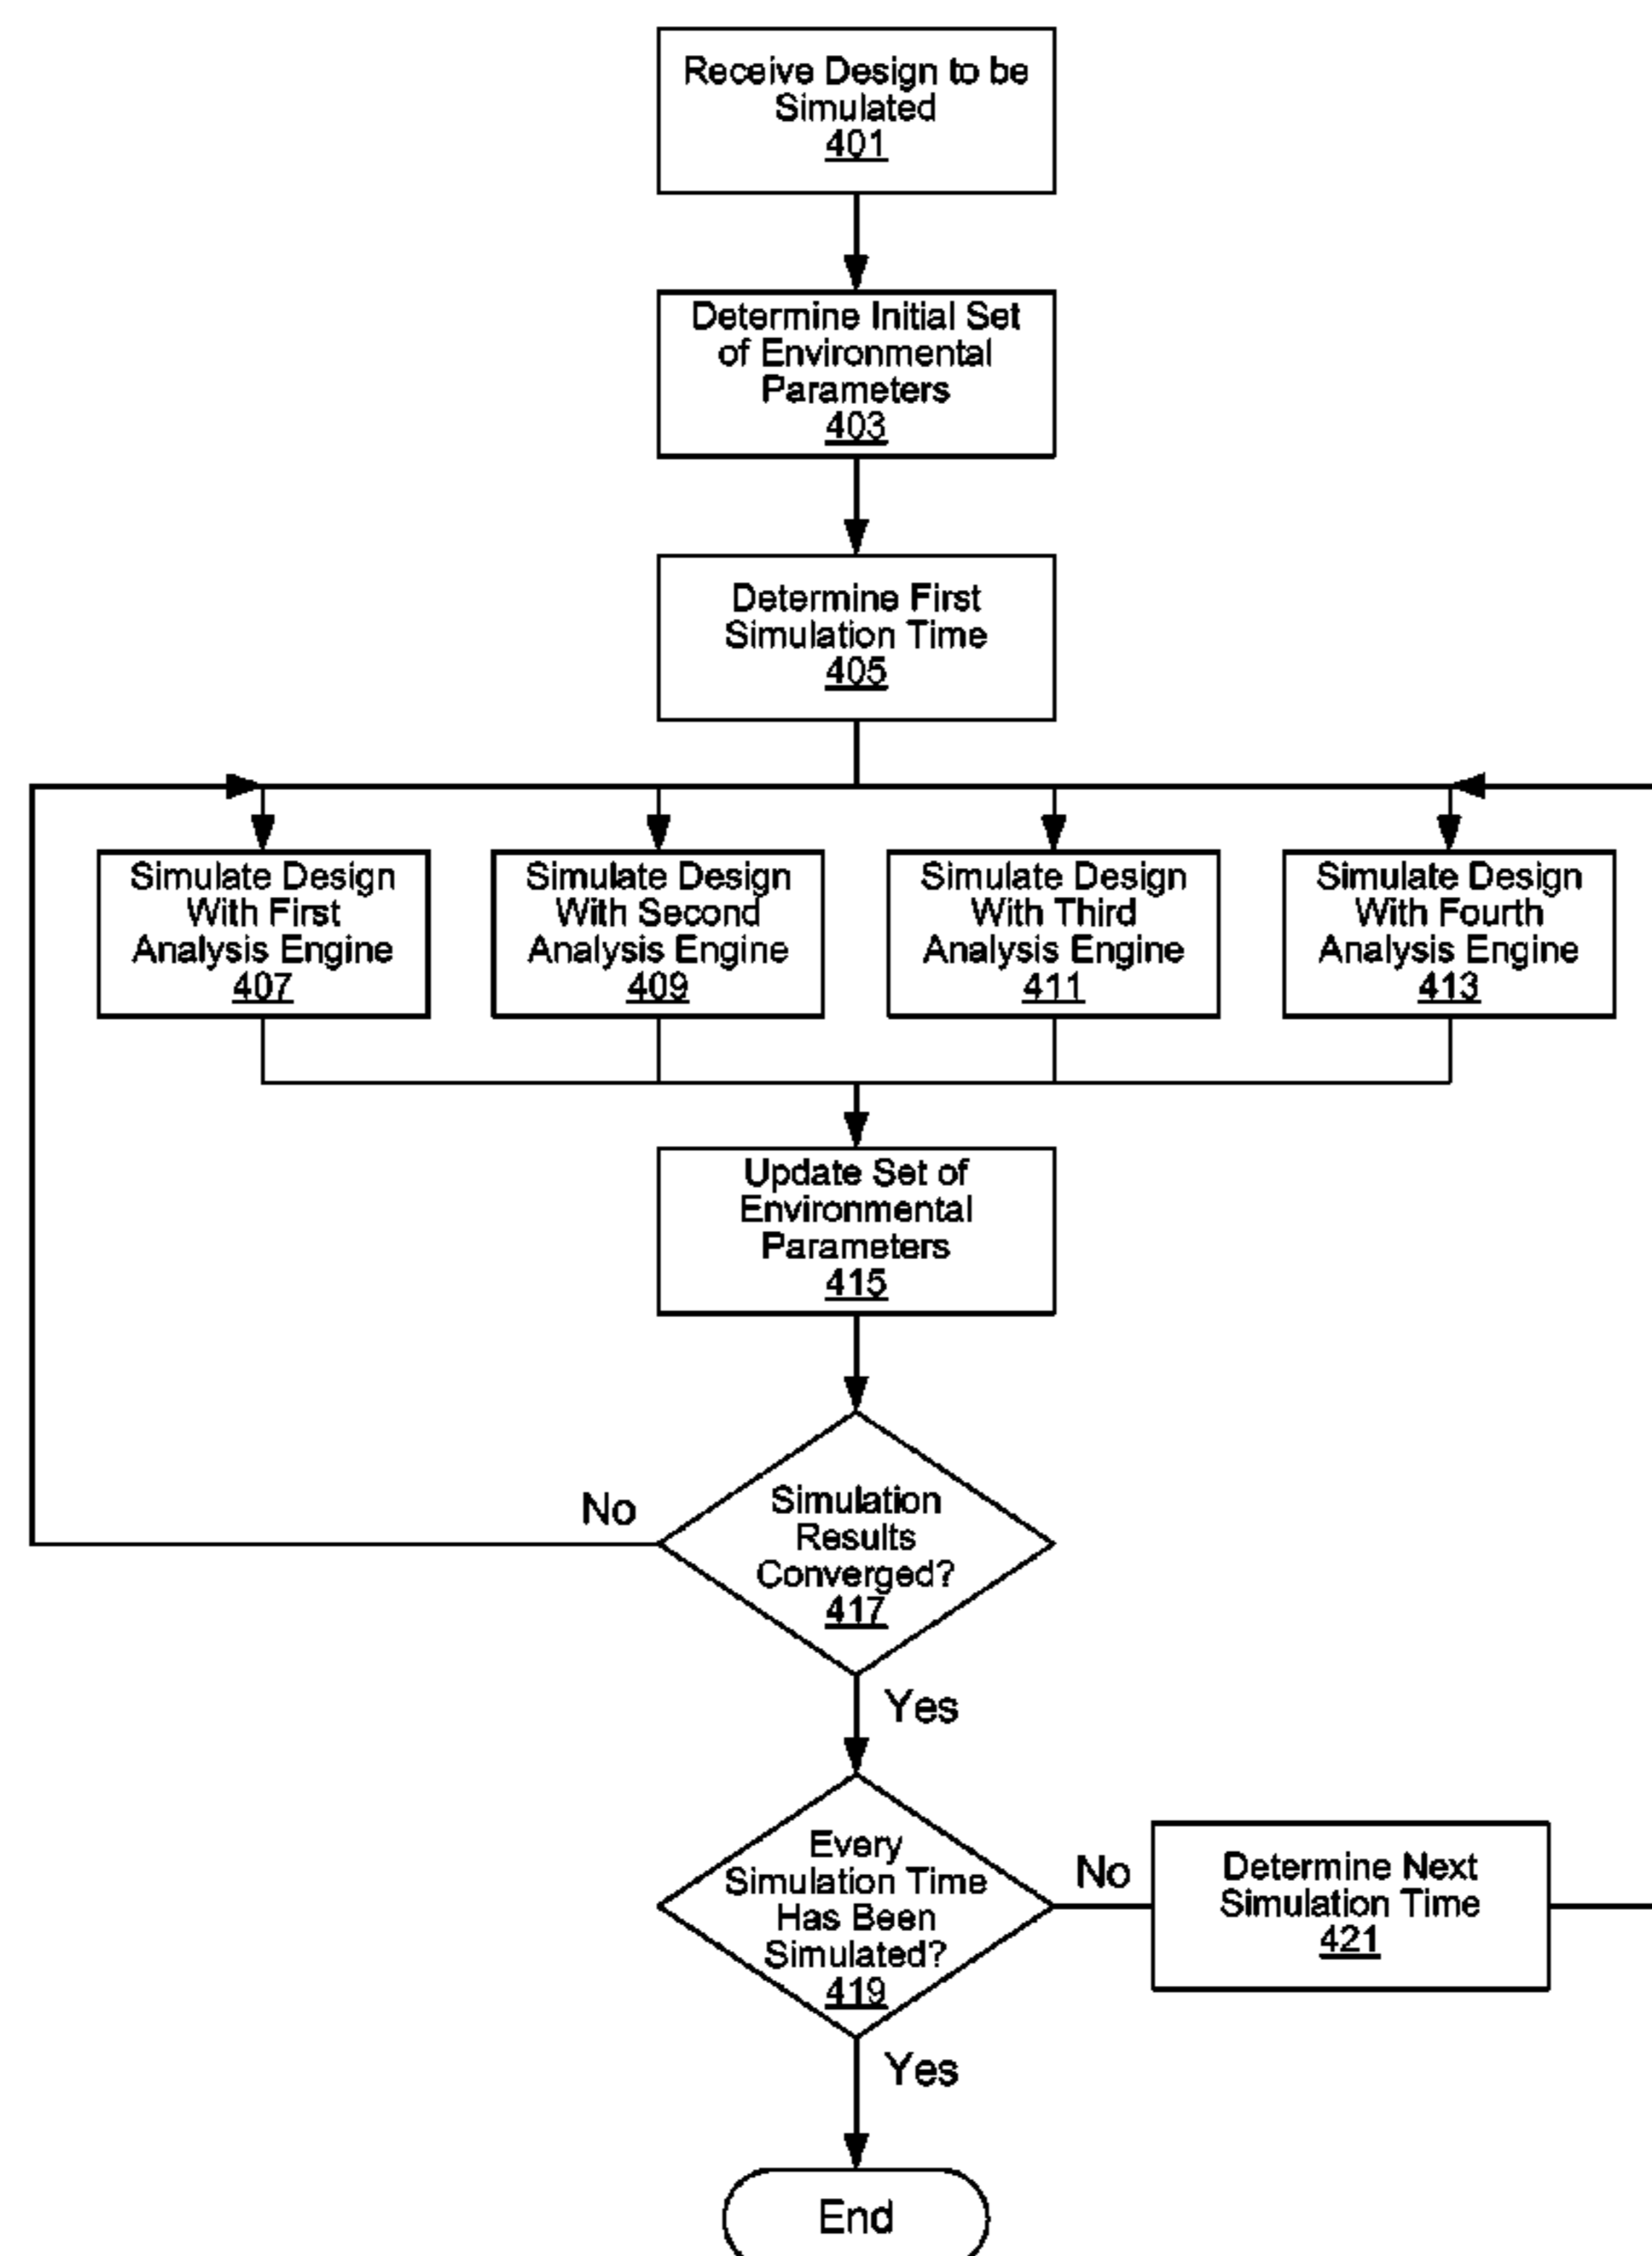 Receive Design to be
Simulated
401
Determine Initial Set
of Environmental
Parameters
403
Determine First
Simulation Time
405
Simulate Design
With First
Analysis Engine
407
Simulate Design
With Second
Analysis Engine
409
Simulate Design
With Third
Analysis Engine
411
Simulate Design
With Fourth
Analysis Engine
413
Update Set of
Environmental
Parameters
415
No
Simulation
Results
Converged?
417
Yes
Every
Simulation Time
Has Been
Simulated?
419
No
Determine Next
Simulation Time
421
Yes
End